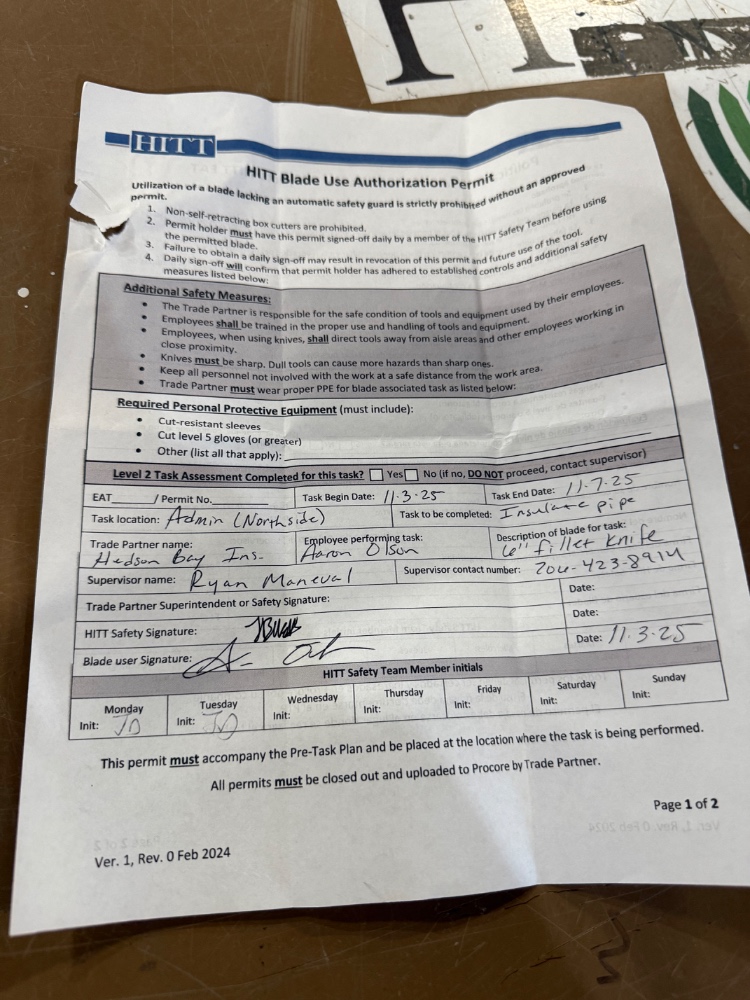 HITT
HITT Blade Use Authorization Permit
Utilization of a blade lacking an automatic safety guard is strictly prohibited without an approved
permit.
1. Non-self-retracting box cutters are prohibited.
2. Permit holder must have this permit signed-off daily by a member of the HITT Safety Team before using
the permitted blade.
3. Failure to obtain a daily sign-off may result in revocation of this permit and future use of the tool.
4. Daily sign-off will confirm that permit holder has adhered to established controls and additional safety
measures listed below:
Additional Safety Measures:
• The Trade Partner is responsible for the safe condition of tools and equipment used by their employees.
• Employees shall be trained in the proper use and handling of tools and equipment.
• Employees, when using knives, shall direct tools away from aisle areas and other employees working in
close proximity.
• Knives must be sharp. Dull tools can cause more hazards than sharp ones.
• Keep all personnel not involved with the work at a safe distance from the work area.
• Trade Partner must wear proper PPE for blade associated task as listed below:
Required Personal Protective Equipment (must include):
• Cut-resistant sleeves
• Cut level 5 gloves (or greater)
• Other (list all that apply):
Level 2 Task Assessment Completed for this task? Yes No (if no, DO NOT proceed, contact supervisor)
EAT / Permit No. Task Begin Date: 11-3-25 Task End Date: 11-7-25
Task location: Admin (Northside) Task to be completed: Insulate pipe
Trade Partner name: Hudson Bay Ins. Employee performing task: Aaron Olson Description of blade for task: 6" fillet knife
Supervisor name: Ryan Maneval Supervisor contact number: 206-423-8914
Trade Partner Superintendent or Safety Signature: Date:
HITT Safety Signature: Date:
Blade user Signature: Date: 11-3-25
HITT Safety Team Member initials
Monday Tuesday Wednesday Thursday Friday Saturday Sunday
Init: JD Init: JD Init: Init: Init: Init: Init:
This permit must accompany the Pre-Task Plan and be placed at the location where the task is being performed.
All permits must be closed out and uploaded to Procore by Trade Partner.
Page 1 of 2
Ver. 1, Rev. 0 Feb 2024